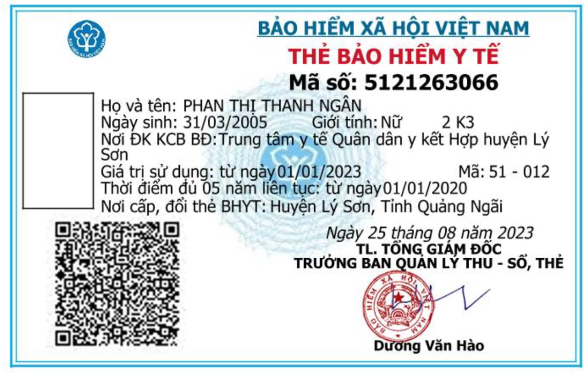 BẢO HIỂM XÃ HỘI VIỆT NAM
THẺ BẢO HIỂM Y TẾ
Mã số: 5121263066
Họ và tên: PHAN THỊ THANH NGÂN
Ngày sinh: 31/03/2005 Giới tính: Nữ 2 K3
Nơi ĐK KCB BĐ: Trung tâm y tế Quân dân y kết Hợp huyện Lý
Sơn
Giá trị sử dụng: từ ngày 01/01/2023 Mã: 51 - 012
Thời điểm đủ 05 năm liên tục: từ ngày 01/01/2020
Nơi cấp, đổi thẻ BHYT: Huyện Lý Sơn, Tỉnh Quảng Ngãi
Ngày 25 tháng 08 năm 2023
TL. TỔNG GIÁM ĐỐC
TRƯỞNG BAN QUẢN LÝ THU - SỔ, THẺ
BẢO HIỂM XÃ HỘI VIỆT NAM
Dương Văn Hào